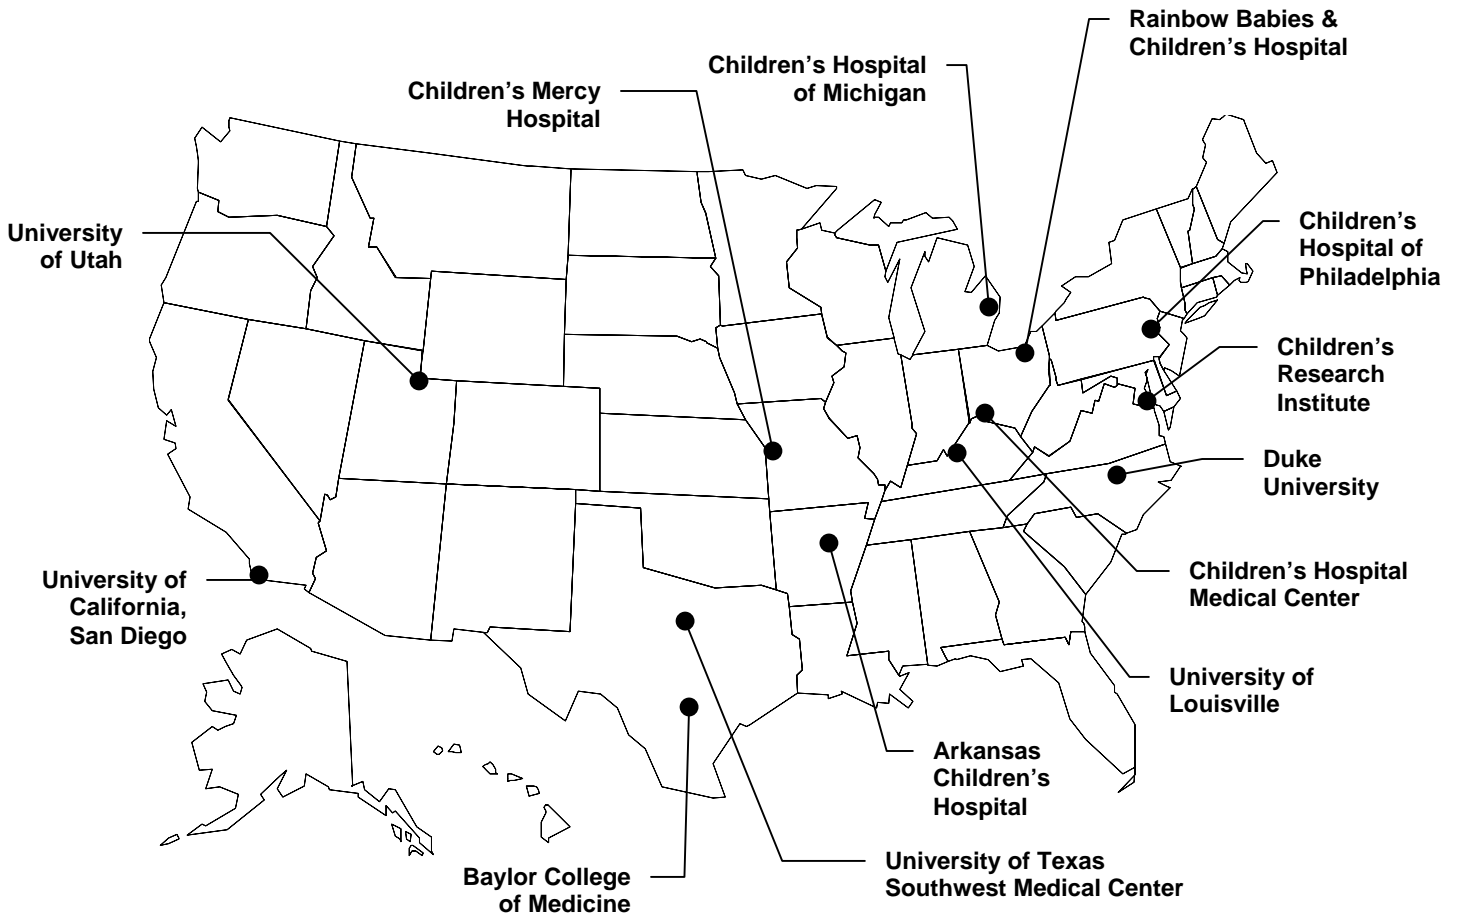 Rainbow Babies &
Children’s Hospital
Children’s Hospital
of Michigan
Children’s Mercy
Hospital
University
of Utah
Children’s
Hospital of
Philadelphia
Children’s
Research
Institute
Duke
University
University of
California,
San Diego
Children’s Hospital
Medical Center
University of
Louisville
Arkansas
Children’s
Hospital
University of Texas
Southwest Medical Center
Baylor College
of Medicine